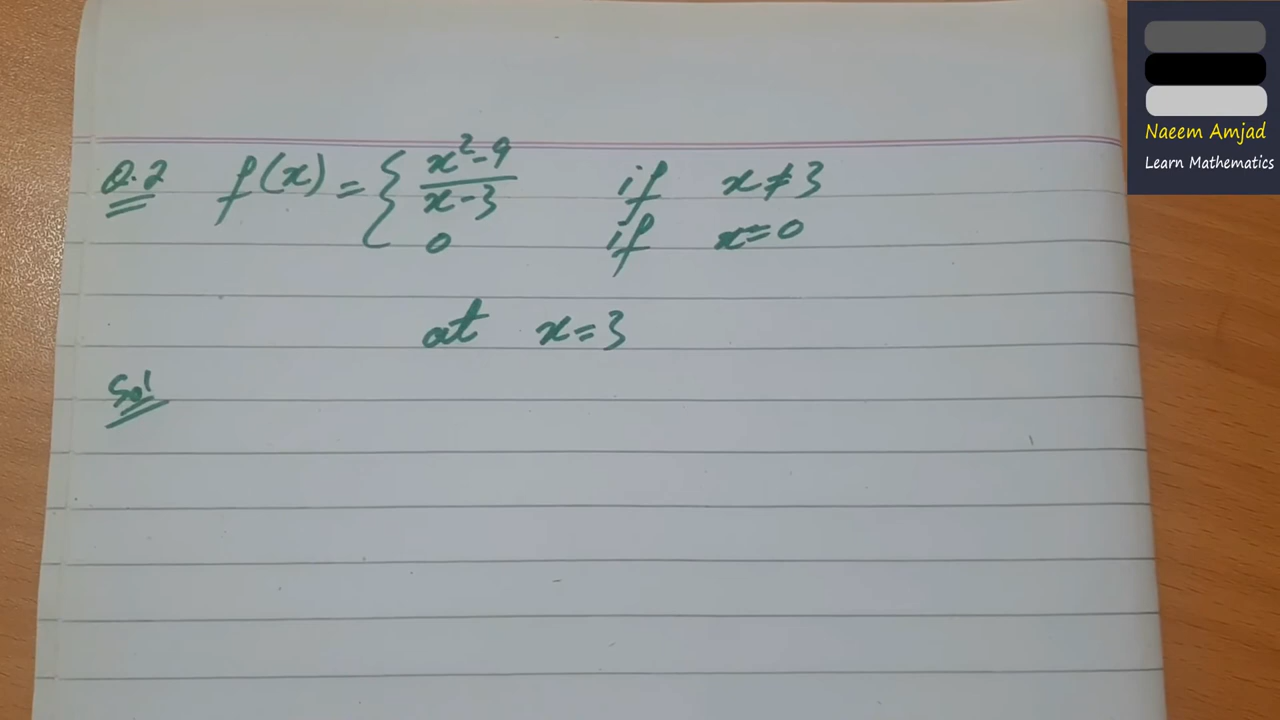 Q.2 f(x) = { x²-9 / x-3 if x≠3
0 if x=0
at x=3
Sol
Naeem Amjad
Learn Mathematics